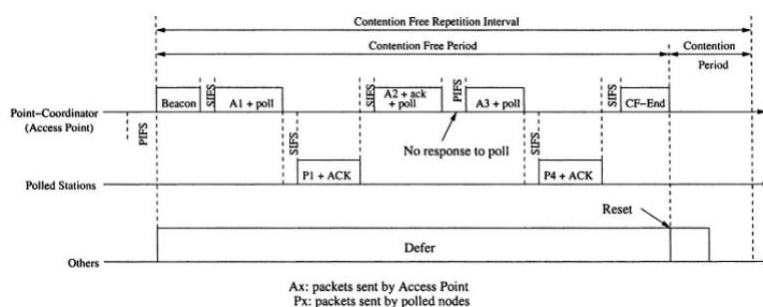 Contention Free Repetition Interval
Contention Free Period
Contention
Period
Beacon
SIFS
A1 + poll
SIFS
A2 + ack
+ poll
PIFS
A3 + poll
SIFS
CF-End
Point-Coordinator
(Access Point)
PIFS
SIFS
No response to poll
SIFS
P1 + ACK
P4 + ACK
Polled Stations
Reset
Defer
Others
Ax: packets sent by Access Point
Px: packets sent by polled nodes